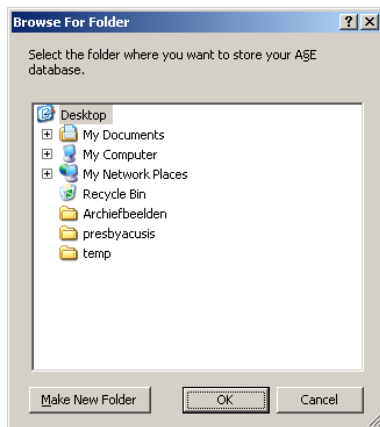 Browse For Folder
Select the folder where you want to store your A§E
database.
Desktop
My Documents
My Computer
My Network Places
Recycle Bin
Archiefbeelden
presbyacusis
temp
Make New Folder
OK
Cancel